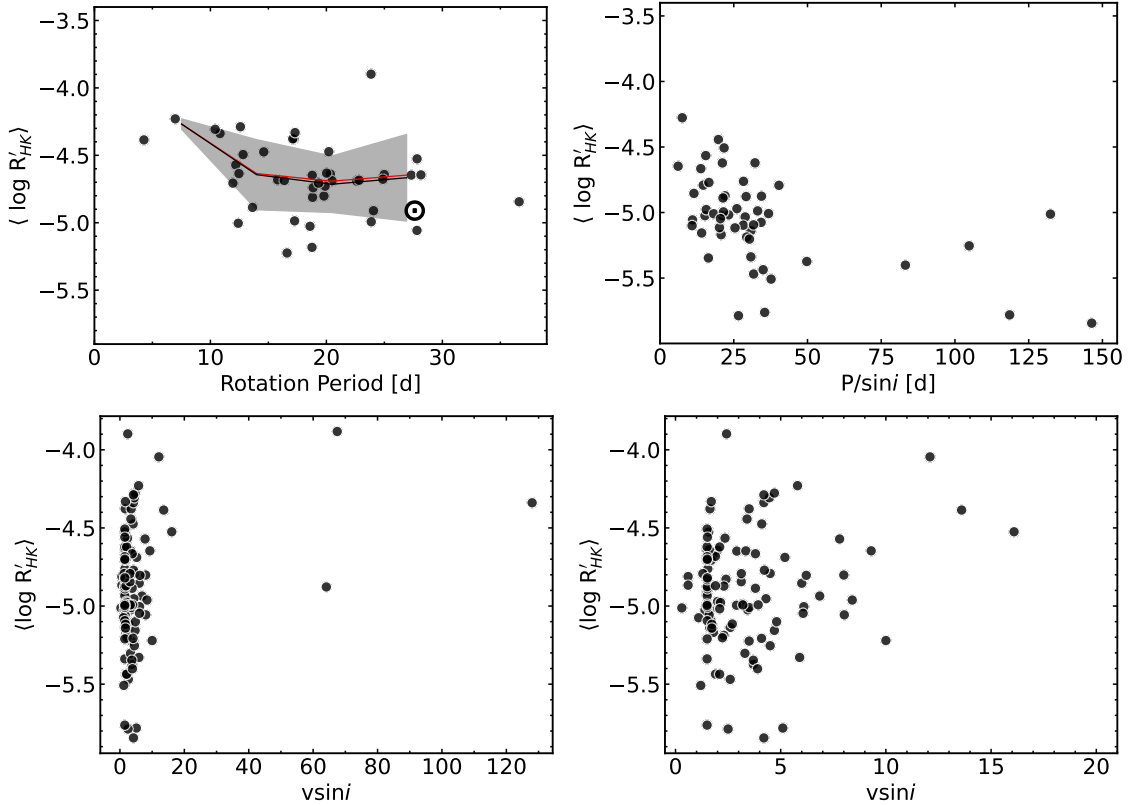 −3.5
−4.0
−4.5
−5.0
−5.5
⟨ log R′HK⟩
0 10 20 30
Rotation Period [d]
−3.5
−4.0
−4.5
−5.0
−5.5
⟨ log R′HK⟩
0 25 50 75 100 125 150
P/sini [d]
−4.0
−4.5
−5.0
−5.5
⟨log R′HK⟩
0 20 40 60 80 100 120
vsini
−4.0
−4.5
−5.0
−5.5
⟨log R′HK⟩
0 5 10 15 20
vsini